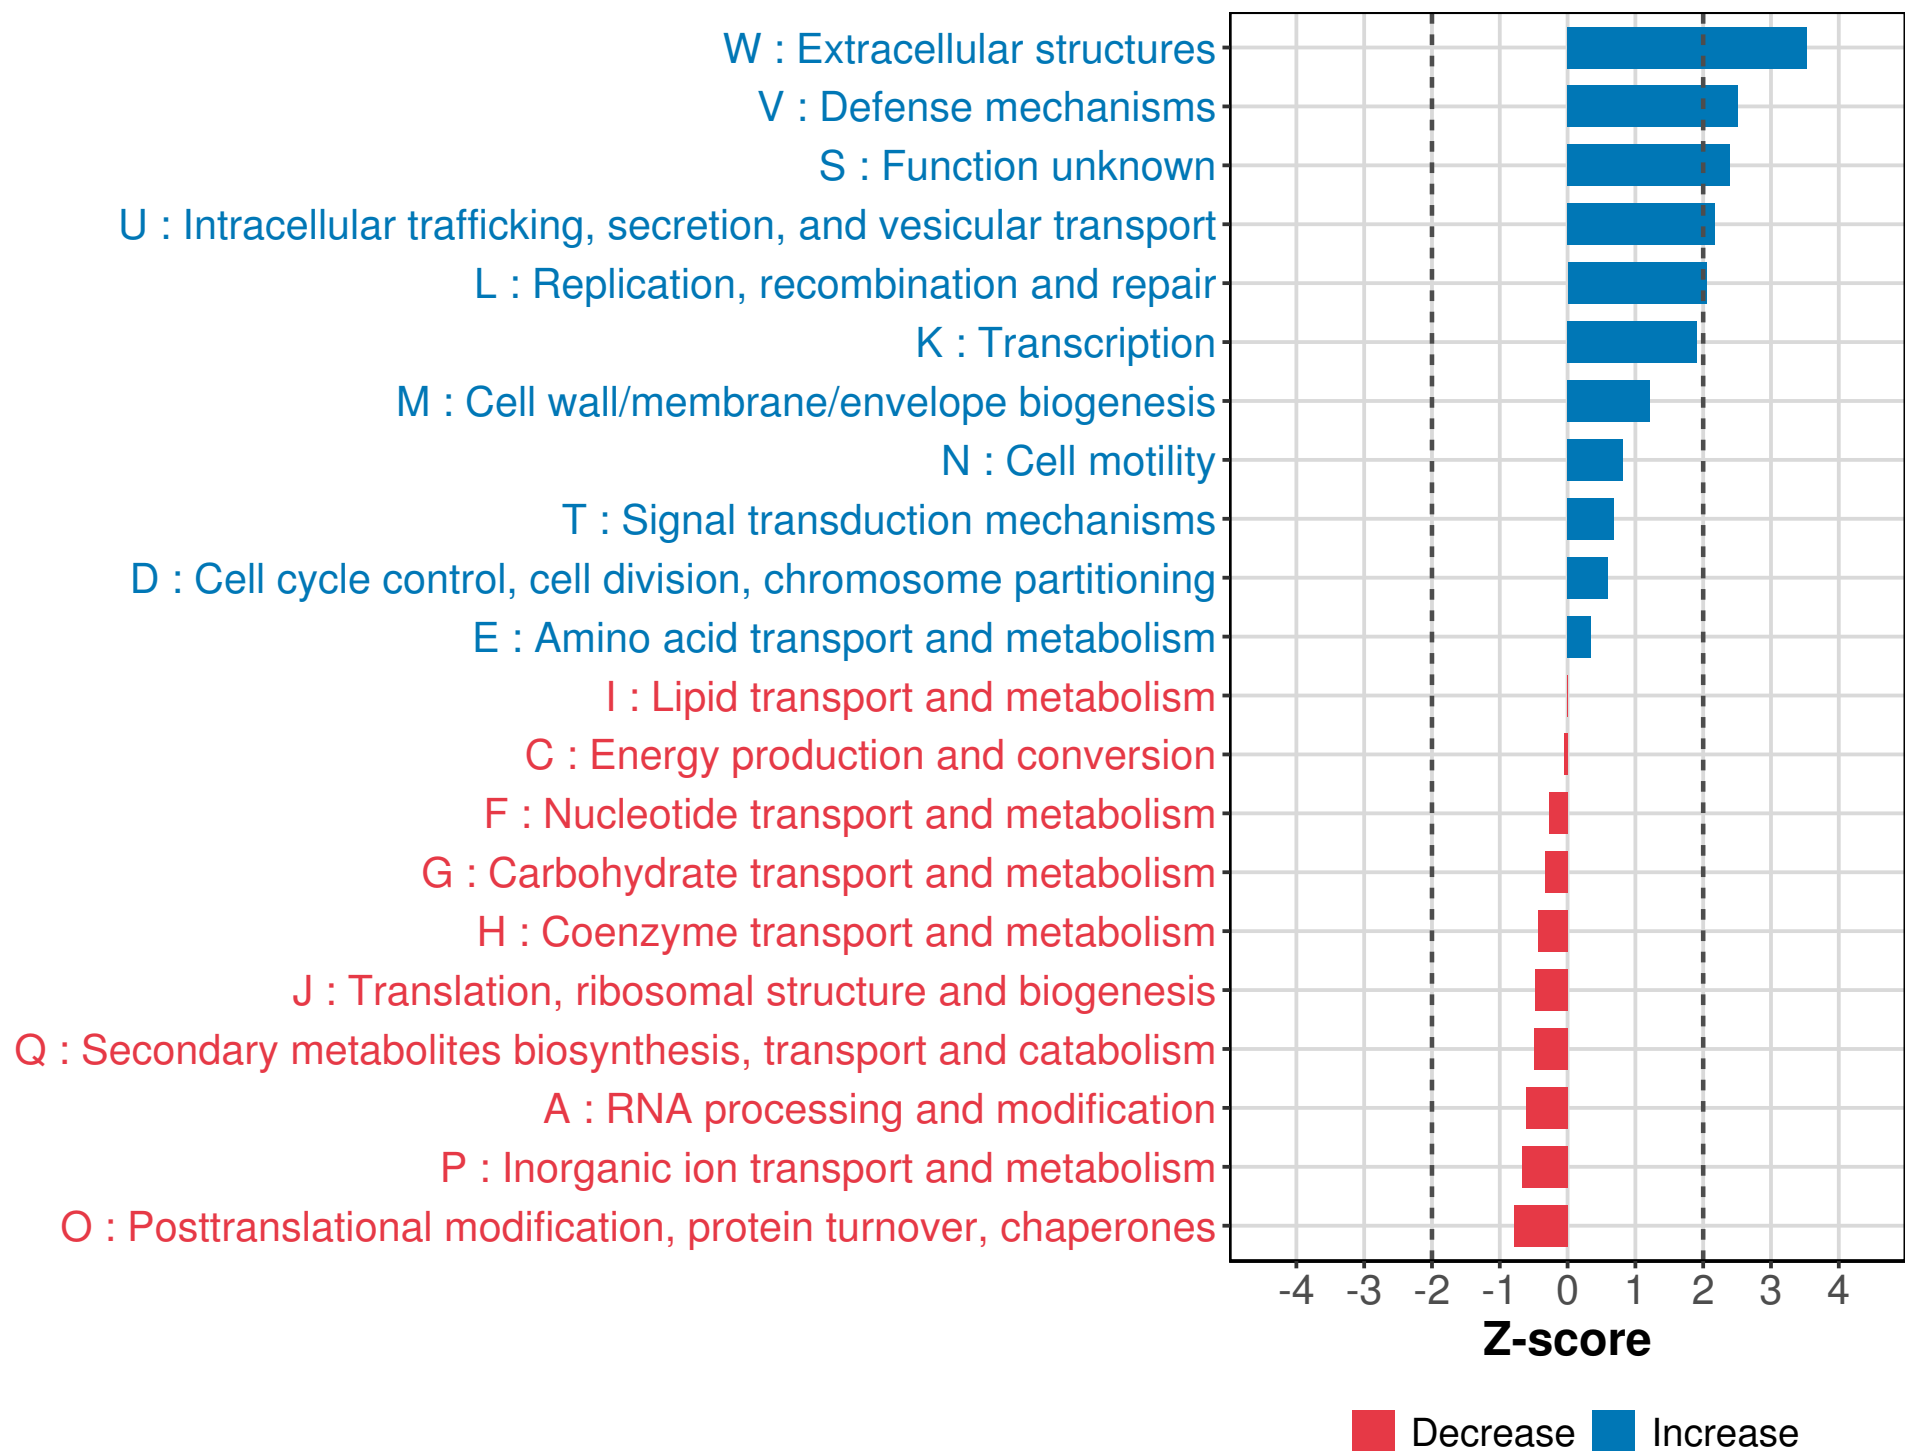 W : Extracellular structures
V : Defense mechanisms
S : Function unknown
U : Intracellular trafficking, secretion, and vesicular transport
L : Replication, recombination and repair
K : Transcription
M : Cell wall/membrane/envelope biogenesis
N : Cell motility
T : Signal transduction mechanisms
D : Cell cycle control, cell division, chromosome partitioning
E : Amino acid transport and metabolism
I : Lipid transport and metabolism
C : Energy production and conversion
F : Nucleotide transport and metabolism
G : Carbohydrate transport and metabolism
H : Coenzyme transport and metabolism
J : Translation, ribosomal structure and biogenesis
Q : Secondary metabolites biosynthesis, transport and catabolism
A : RNA processing and modification
P : Inorganic ion transport and metabolism
O : Posttranslational modification, protein turnover, chaperones
-4 -3 -2 -1 0 1 2 3 4
Z-score
Decrease Increase